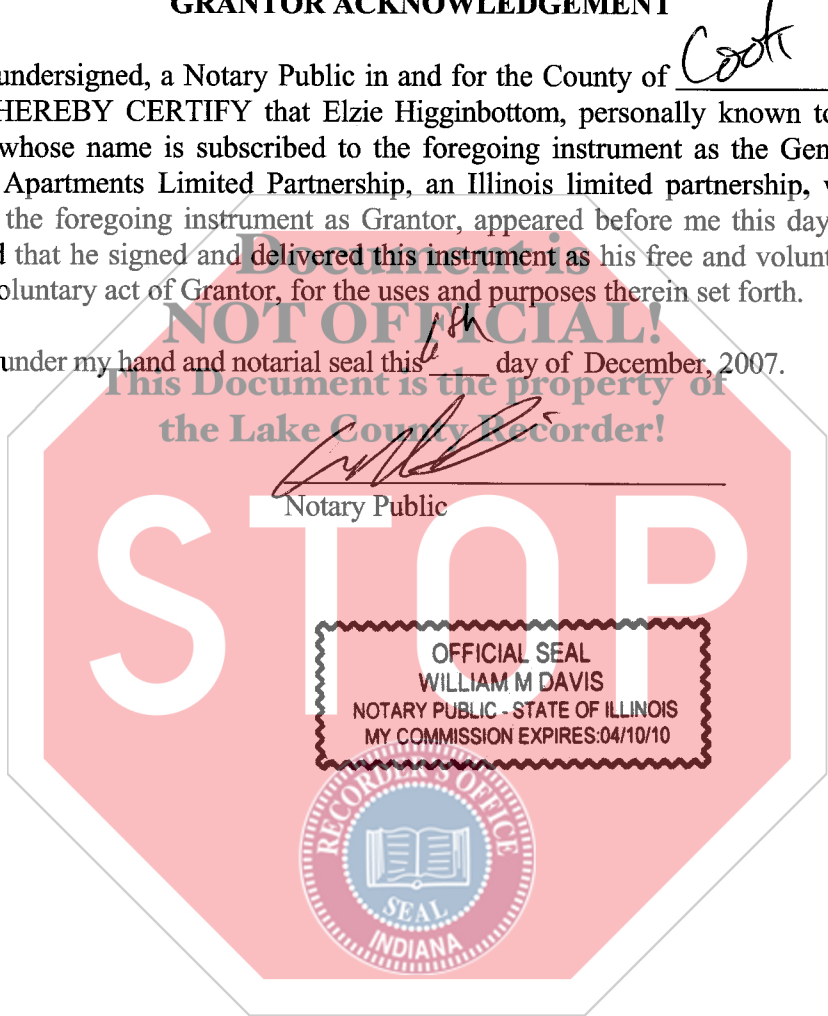 GRANTOR ACKNOWLEDGEMENT
undersigned, a Notary Public in and for the County of Cook
HEREBY CERTIFY that Elzie Higginbottom, personally known to
whose name is subscribed to the foregoing instrument as the Gen
Apartments Limited Partnership, an Illinois limited partnership,
the foregoing instrument as Grantor, appeared before me this day
d that he signed and delivered this instrument as his free and volunt
oluntary act of Grantor, for the uses and purposes therein set forth.
under my hand and notarial seal this day of December, 2007.
Document is
NOT OFFICIAL!
This Document is the property of
the Lake County Recorder!
Notary Public
STOP
OFFICIAL SEAL
WILLIAM M DAVIS
NOTARY PUBLIC - STATE OF ILLINOIS
MY COMMISSION EXPIRES:04/10/10
RECORDER'S OFFICE
SEAL
INDIANA